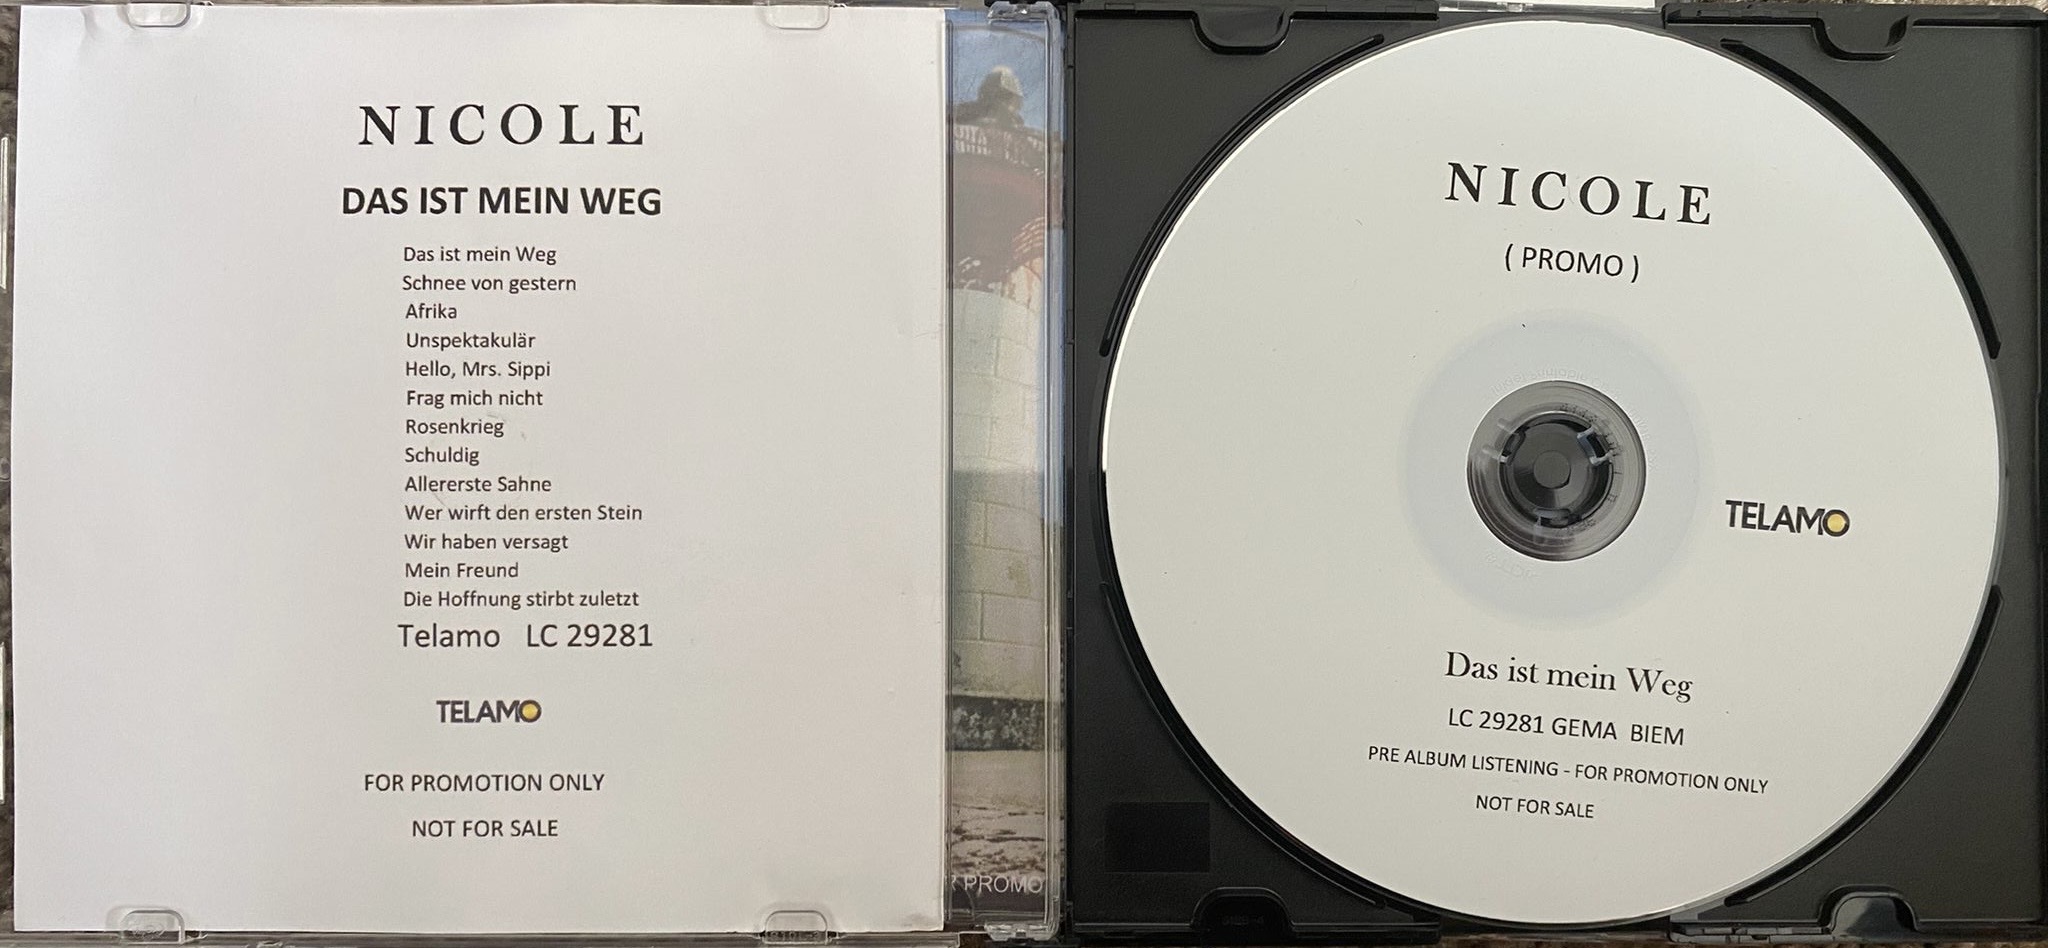 NICOLE
DAS IST MEIN WEG
Das ist mein Weg
Schnee von gestern
Afrika
Unspektakulär
Hello, Mrs. Sippi
Frag mich nicht
Rosenkrieg
Schuldig
Allererste Sahne
Wer wirft den ersten Stein
Wir haben versagt
Mein Freund
Die Hoffnung stirbt zuletzt
Telamo LC 29281
TELAMO
FOR PROMOTION ONLY
NOT FOR SALE
PROMO
NICOLE
( PROMO )
TELAMO
Das ist mein Weg
LC 29281 GEMA BIEM
PRE ALBUM LISTENING - FOR PROMOTION ONLY
NOT FOR SALE